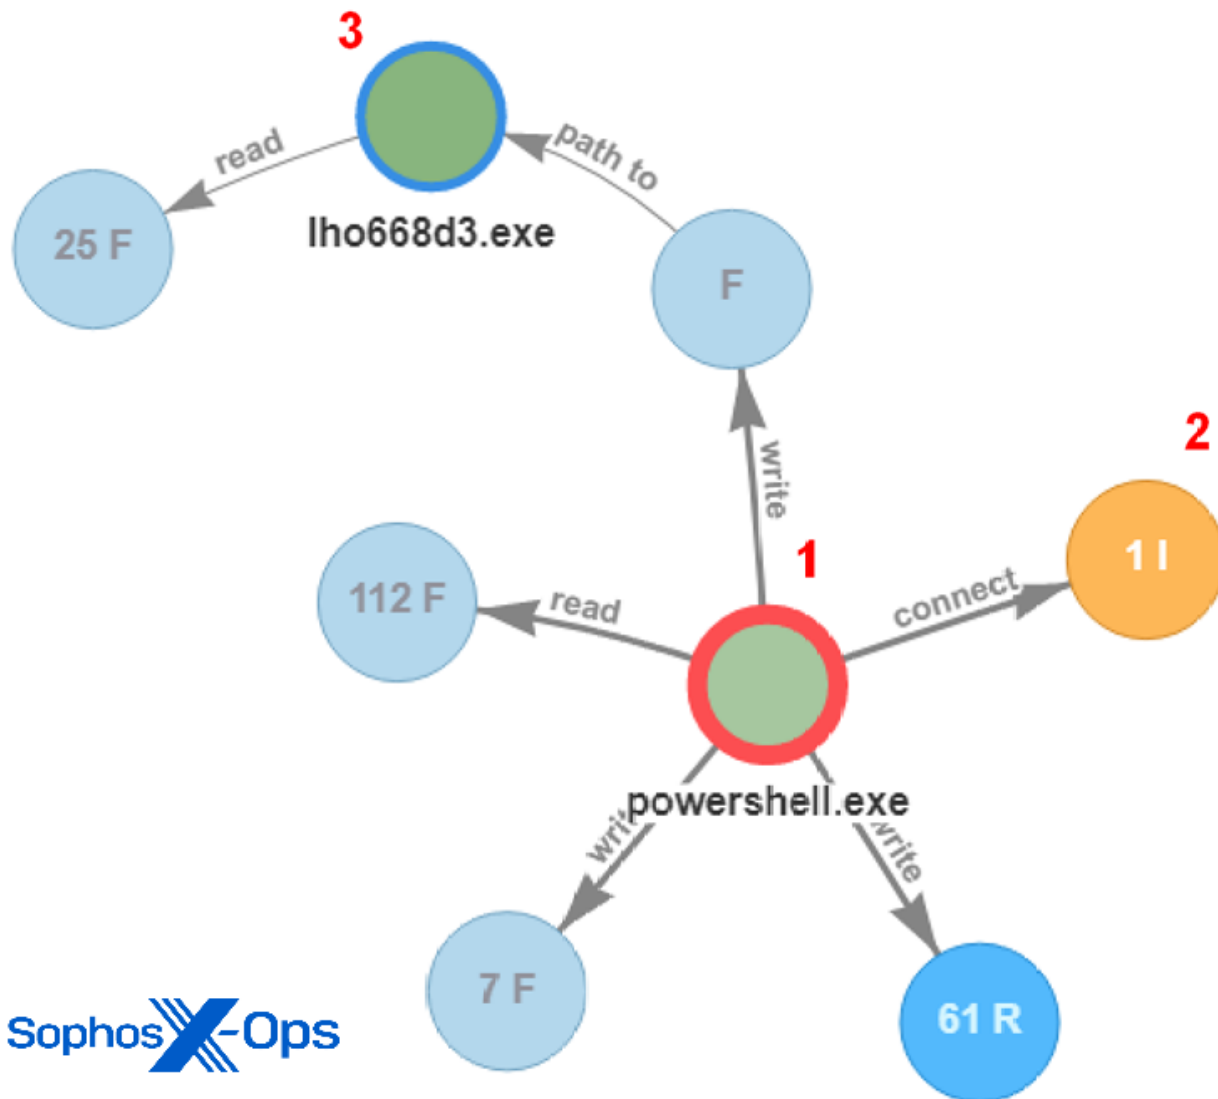 3
read
path to
25 F
lho668d3.exe
F
write
2
1
1 I
connect
112 F
read
powershell.exe
write
write
7 F
61 R
Sophos X-Ops